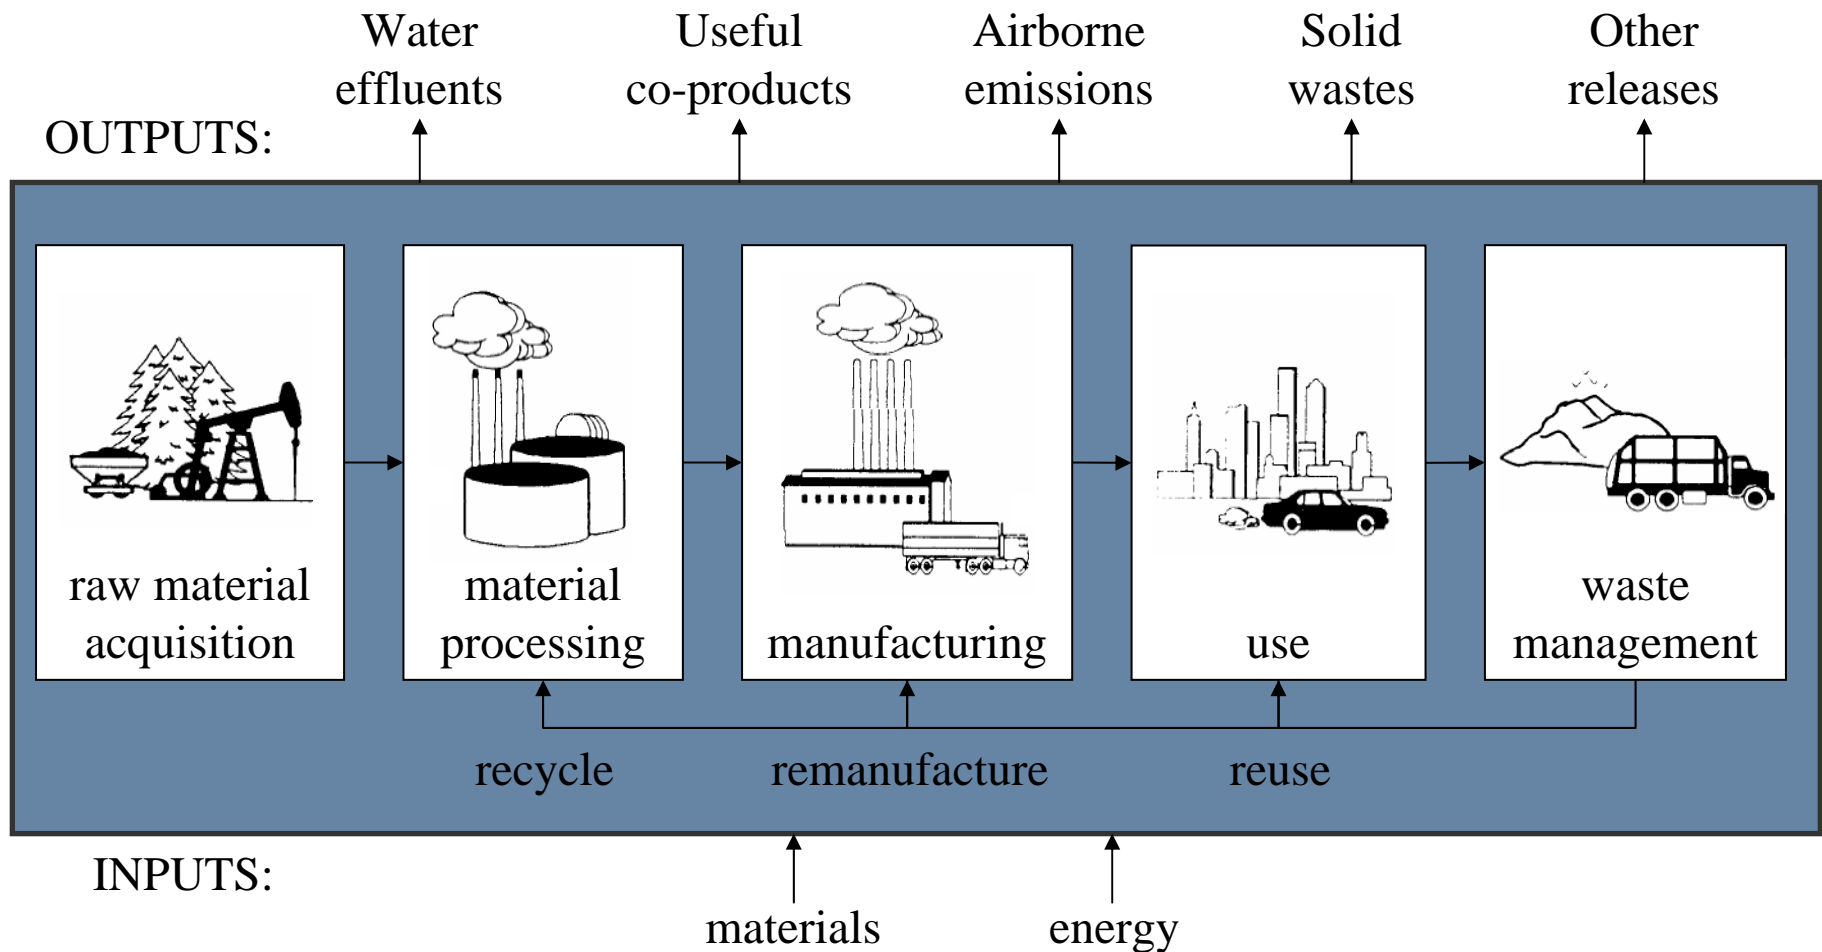 Water
effluents
Useful
co-products
Airborne
emissions
Solid
wastes
Other
releases
OUTPUTS:
raw material
acquisition
material
processing
manufacturing
use
waste
management
recycle
remanufacture
reuse
INPUTS:
materials
energy